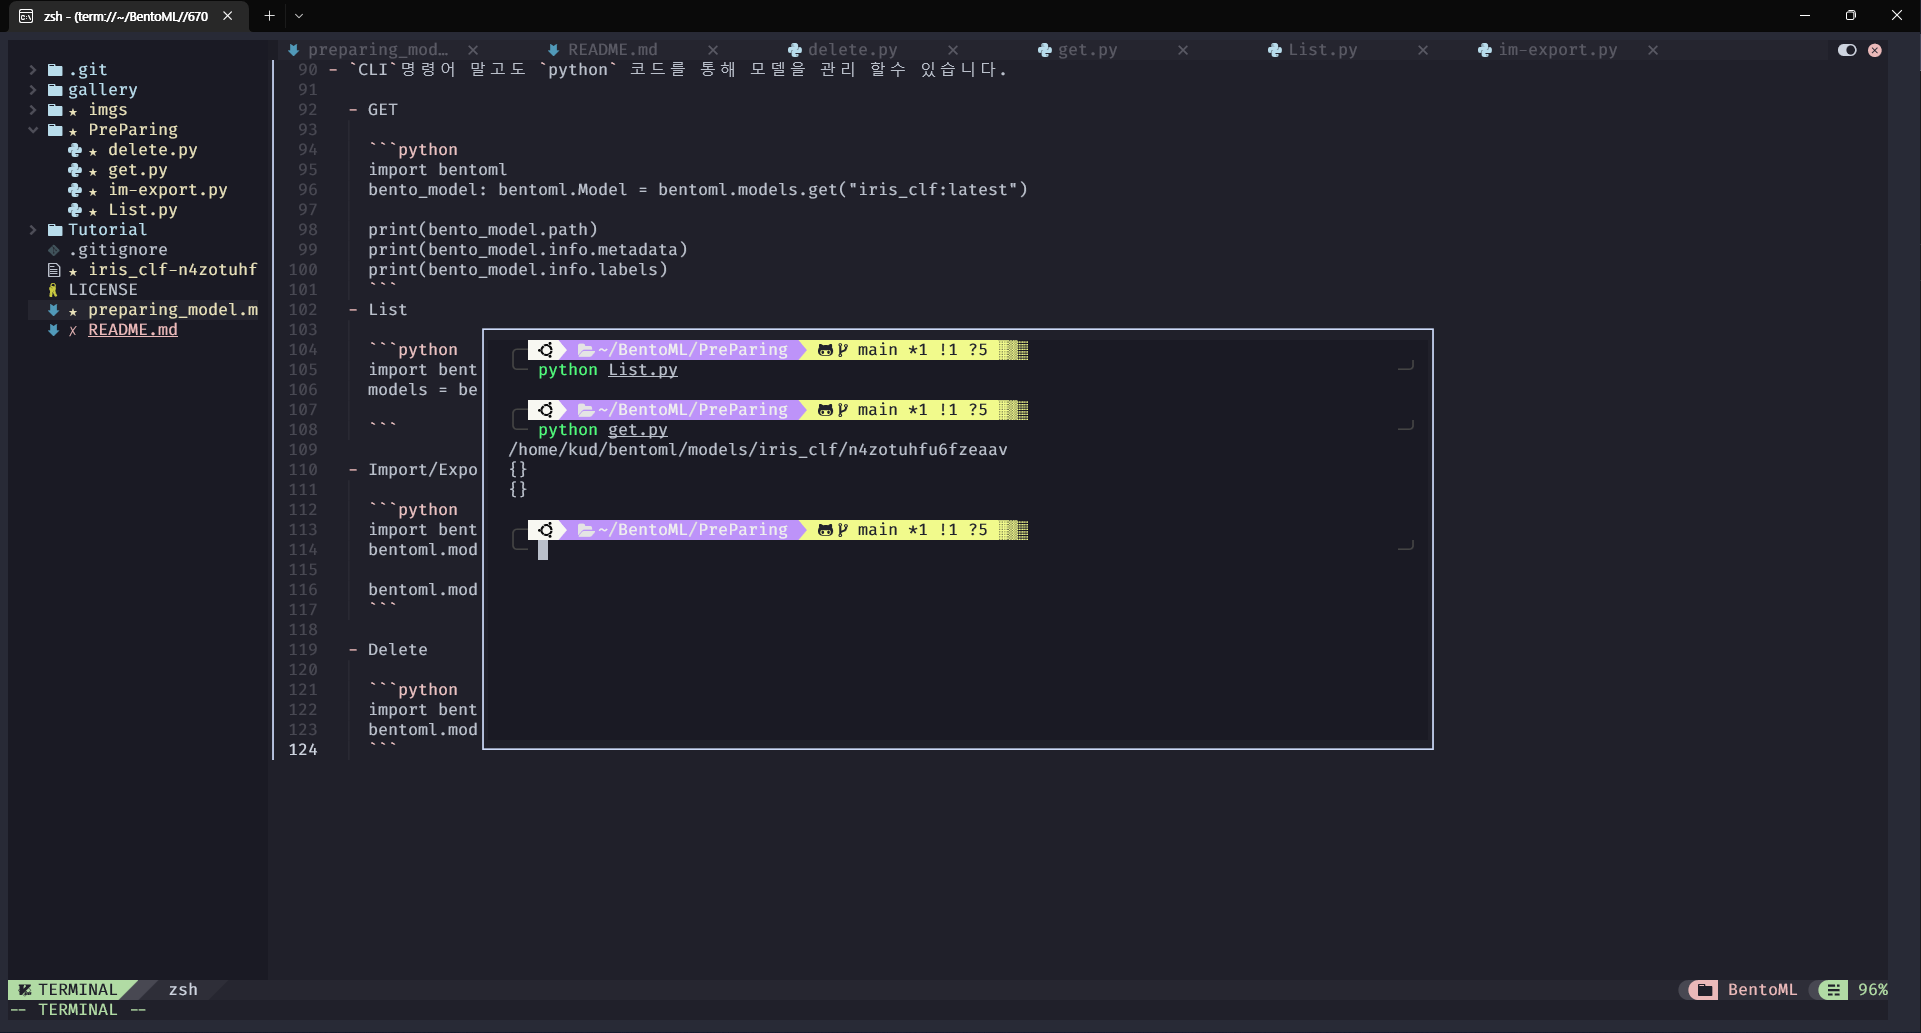 zsh - (term://~/BentoML//670
preparing_mod…
README.md
delete.py
get.py
List.py
im-export.py
.git
gallery
imgs
PreParing
delete.py
get.py
im-export.py
List.py
Tutorial
.gitignore
iris_clf-n4zotuhf
LICENSE
preparing_model.m
README.md
90 - `CLI`명령어 말고도 `python` 코드를 통해 모델을 관리 할수 있습니다.
91
92 - GET
93
94 ```python
95 import bentoml
96 bento_model: bentoml.Model = bentoml.models.get("iris_clf:latest")
97
98 print(bento_model.path)
99 print(bento_model.info.metadata)
100 print(bento_model.info.labels)
101 ```
102 - List
103
104 ```python
105 import bent
106 models = be
107
108 ```
109
110 - Import/Expo
111
112 ```python
113 import bent
114 bentoml.mod
115
116 bentoml.mod
117 ```
118
119 - Delete
120
121 ```python
122 import bent
123 bentoml.mod
124 ```
~/BentoML/PreParing main *1 !1 ?5
python List.py
~/BentoML/PreParing main *1 !1 ?5
python get.py
/home/kud/bentoml/models/iris_clf/n4zotuhfu6fzeaav
{}
{}
~/BentoML/PreParing main *1 !1 ?5
TERMINAL zsh
BentoML 96%
-- TERMINAL --